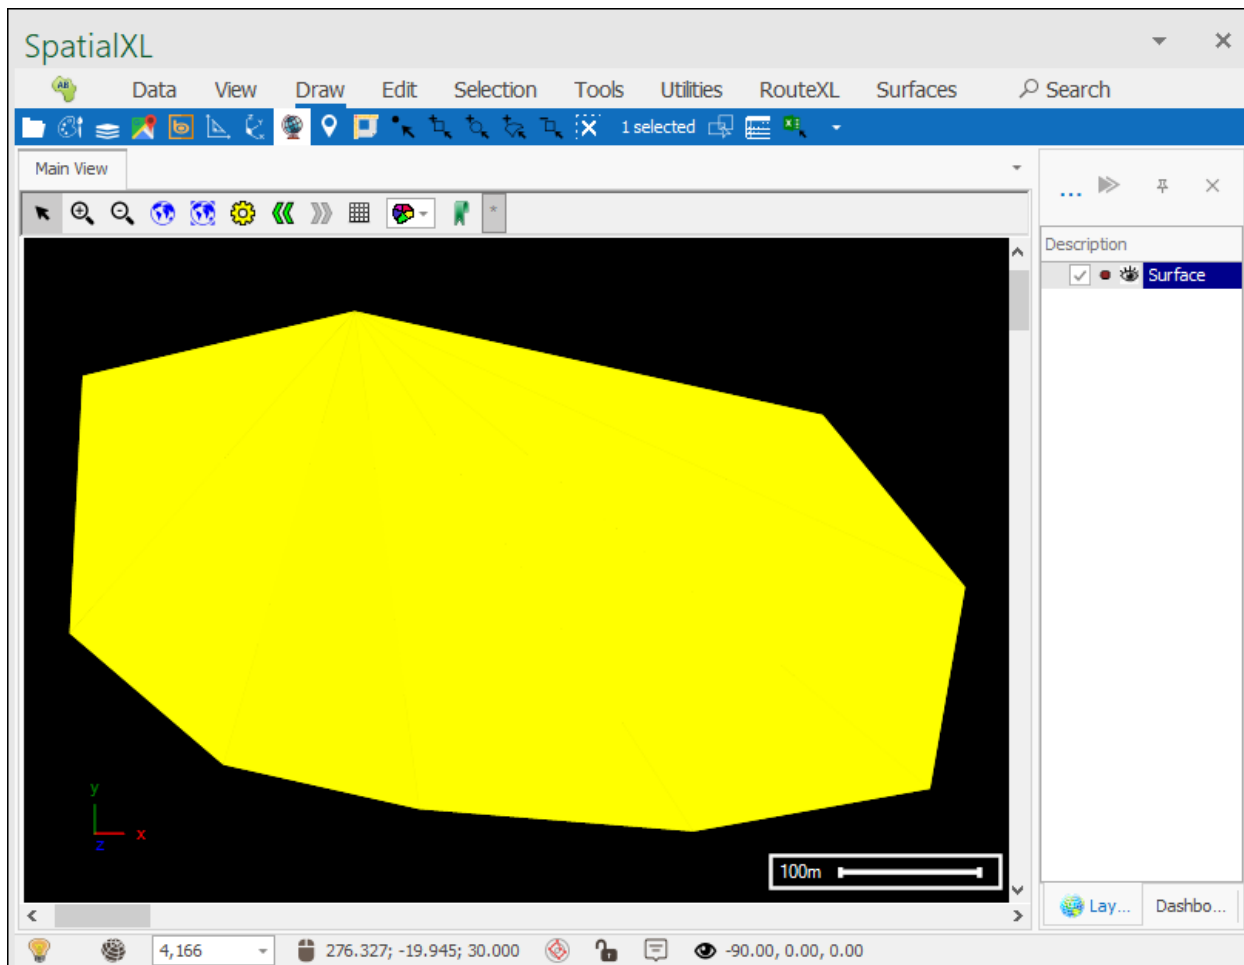 SpatialXL
AB
Data View Draw Edit Selection Tools Utilities RouteXL Surfaces Search
1 selected
Main View
...
*
Description
Surface
y
x
z
100m
Lay... Dashbo...
4,166 276.327; -19.945; 30.000 -90.00, 0.00, 0.00